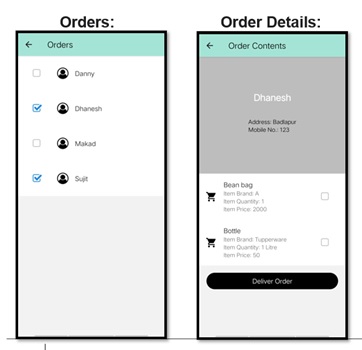 Orders:
Orders
Danny
Dhanesh
Makad
Sujit
Order Details:
Order Contents
Dhanesh
Address: Badlapur
Mobile No.: 123
Bean bag
Item Brand: A
Item Quantity: 1
Item Price: 2000
Bottle
Item Brand: Tupperware
Item Quantity: 1 Litre
Item Price: 50
Deliver Order